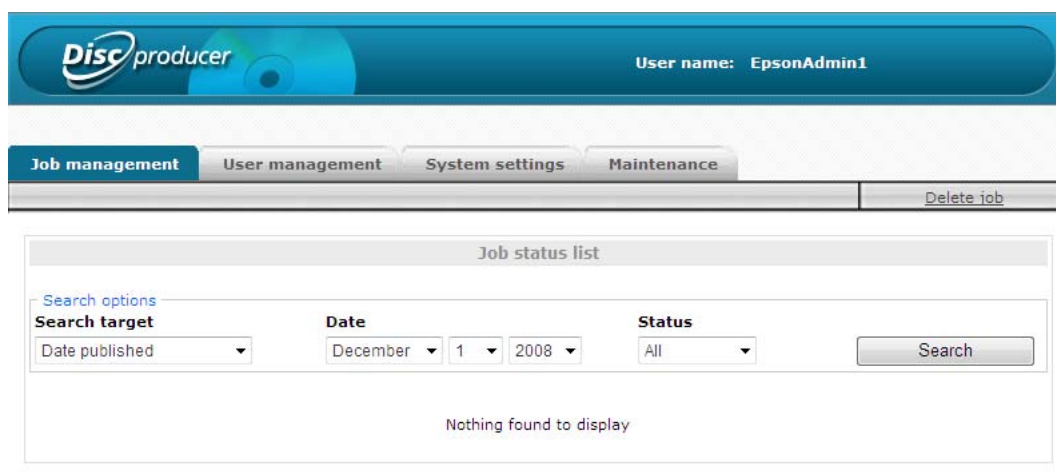 Disc producer
User name: EpsonAdmin1
Job management User management System settings Maintenance
Delete job
Job status list
Search options
Search target Date Status
Date published December 1 2008 All Search
Nothing found to display